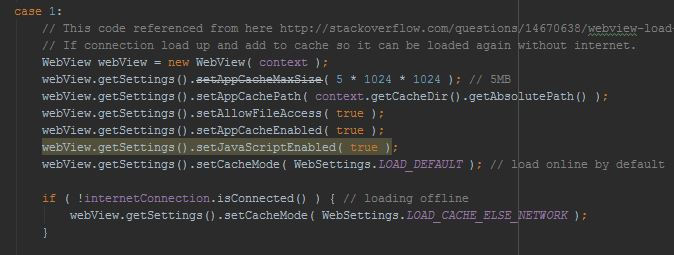 case 1:
// This code referenced from here http://stackoverflow.com/questions/14670638/webview-load-
// If connection load up and add to cache so it can be loaded again without internet.
WebView webView = new WebView( context );
webView.getSettings().setAppCacheMaxSize( 5 * 1024 * 1024 ); // 5MB
webView.getSettings().setAppCachePath( context.getCacheDir().getAbsolutePath() );
webView.getSettings().setAllowFileAccess( true );
webView.getSettings().setAppCacheEnabled( true );
webView.getSettings().setJavaScriptEnabled( true );
webView.getSettings().setCacheMode( WebSettings.LOAD_DEFAULT ); // load online by default
if ( !internetConnection.isConnected() ) { // loading offline
webView.getSettings().setCacheMode( WebSettings.LOAD_CACHE_ELSE_NETWORK );
}